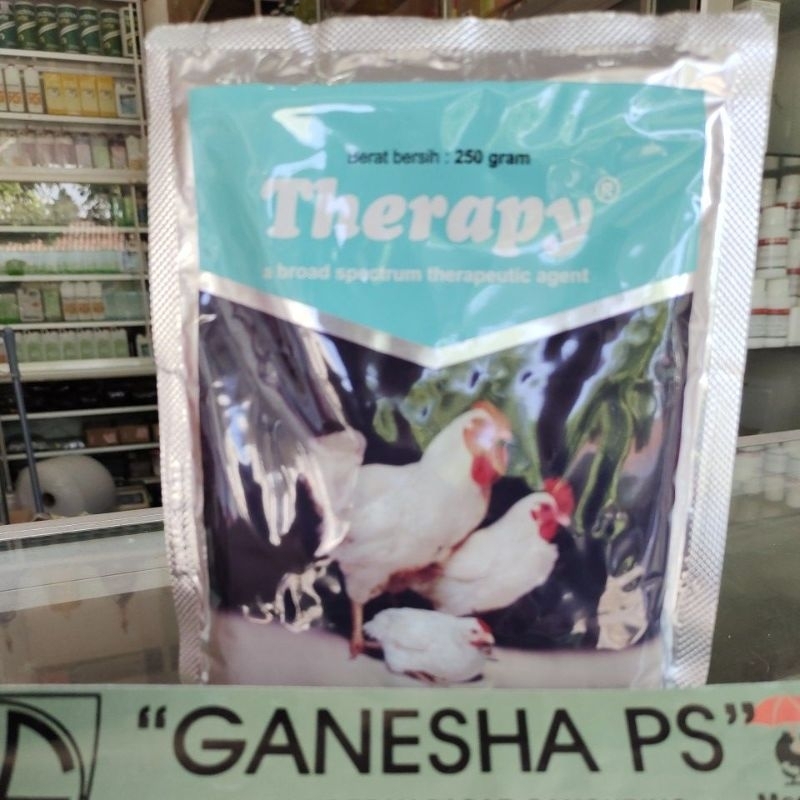 Berat bersih : 250 gram
Therapy®
a broad spectrum therapeutic agent
"GANESHA PS"